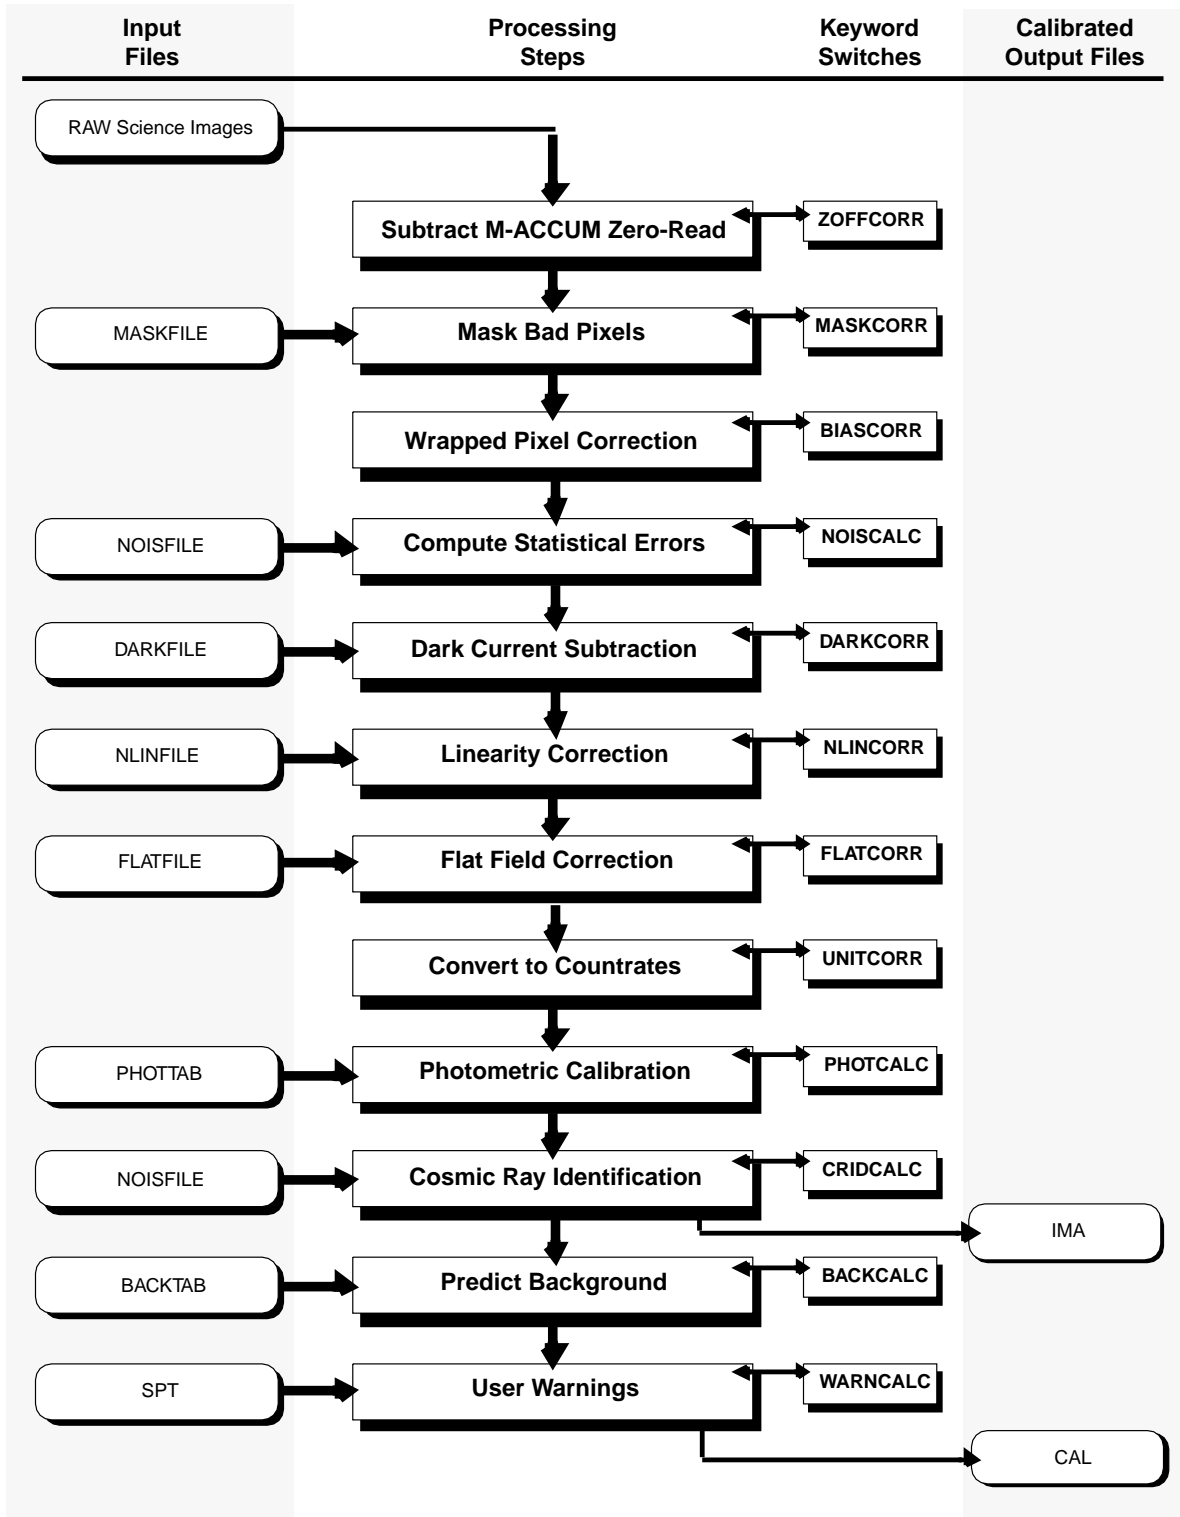 Input Files
Processing Steps
Keyword Switches
Calibrated Output Files
RAW Science Images
Subtract M-ACCUM Zero-Read
ZOFFCORR
MASKFILE
Mask Bad Pixels
MASKCORR
Wrapped Pixel Correction
BIASCORR
NOISFILE
Compute Statistical Errors
NOISCALC
DARKFILE
Dark Current Subtraction
DARKCORR
NLINFILE
Linearity Correction
NLINCORR
FLATFILE
Flat Field Correction
FLATCORR
Convert to Countrates
UNITCORR
PHOTTAB
Photometric Calibration
PHOTCALC
NOISFILE
Cosmic Ray Identification
CRIDCALC
IMA
BACKTAB
Predict Background
BACKCALC
SPT
User Warnings
WARNCALC
CAL